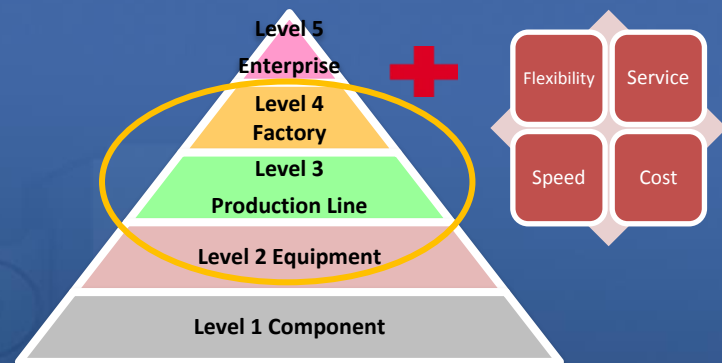 Level 5
Enterprise
Level 4
Factory
Level 3
Production Line
Level 2 Equipment
Level 1 Component
Flexibility
Service
Speed
Cost